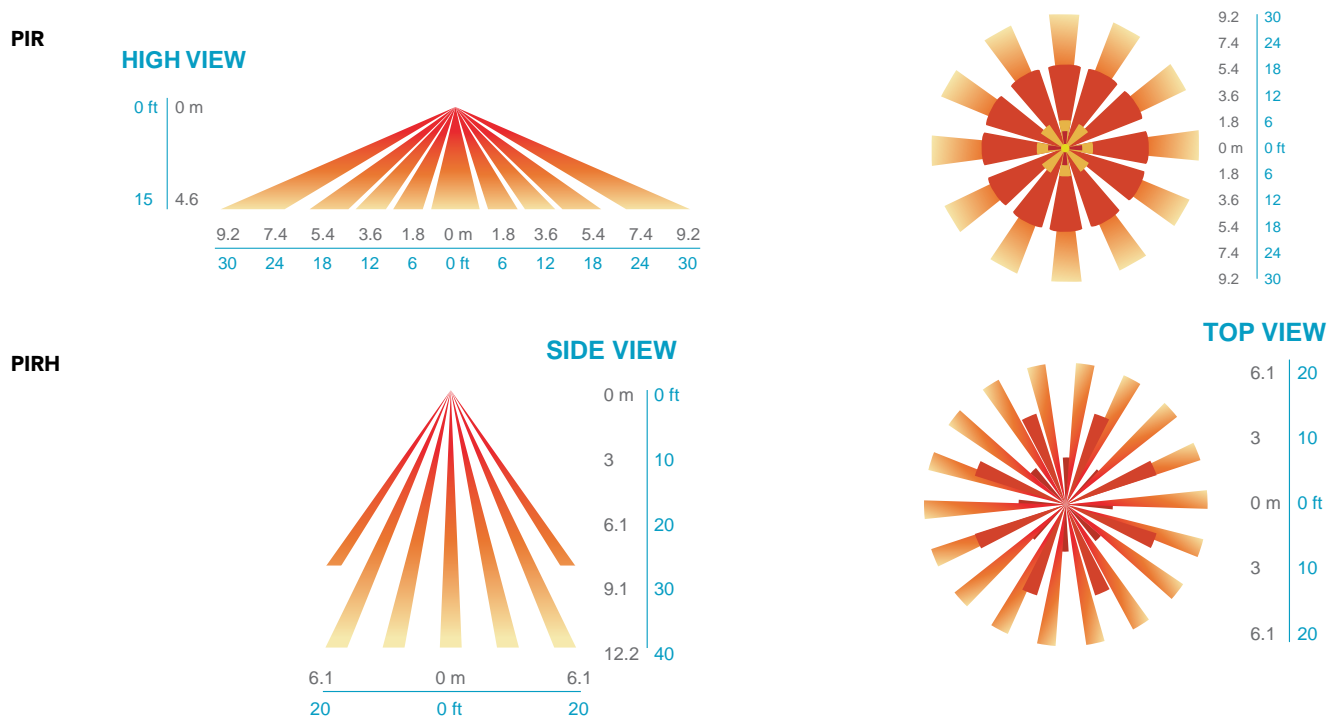 PIR
HIGH VIEW
0 ft 0 m
15 4.6
9.2 7.4 5.4 3.6 1.8 0 m 1.8 3.6 5.4 7.4 9.2
30 24 18 12 6 0 ft 6 12 18 24 30
9.2 30
7.4 24
5.4 18
3.6 12
1.8 6
0 m 0 ft
1.8 6
3.6 12
5.4 18
7.4 24
9.2 30
PIRH
SIDE VIEW
0 m 0 ft
3 10
6.1 20
9.1 30
12.2 40
6.1 0 m 6.1
20 0 ft 20
TOP VIEW
6.1 20
3 10
0 m 0 ft
3 10
6.1 20